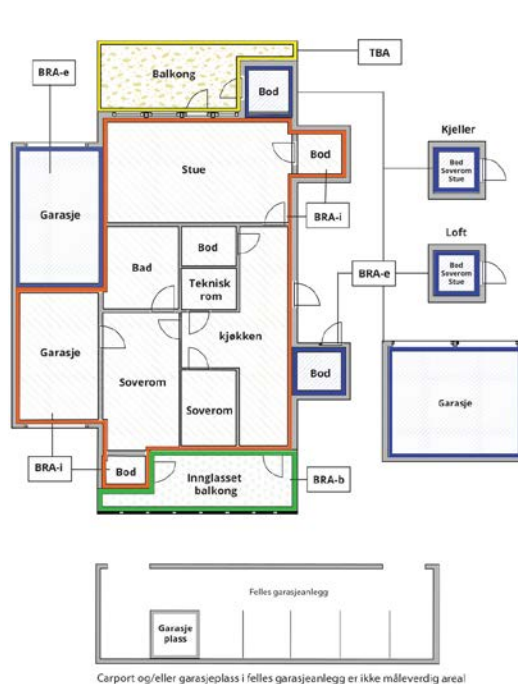 TBA
BRA-e
Balkong
Bod
Kjeller
Bod
Soverom
Stue
Bod
Stue
BRA-i
Garasje
Loft
Bod
Soverom
Stue
Bod
Bad
BRA-e
Teknisk
rom
Garasje
kjøkken
Soverom
Soverom
Bod
Garasje
BRA-i
Bod
Innglasset
balkong
BRA-b
Felles garasjeanlegg
Garasje
plass
Carport og/eller garasjeplass i felles garasjeanlegg er ikke måleverdig areal